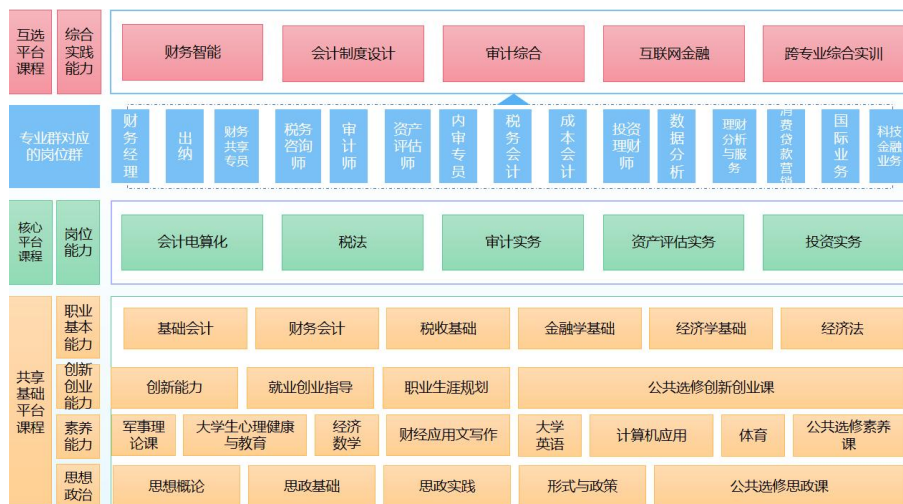 互选
平台
课程
综合
实践
能力
财务智能
会计制度设计
审计综合
互联网金融
跨专业综合实训
专业群对应
的岗位群
财务经理
出纳
财务
共享
专员
税务
咨询
师
审计师
资产
评估
师
内审专员
税务会计
成本会计
投资
理财
师
数据分析
理财
分析
与服
务
消费贷款营销
国际业务
科技
金融
业务
核心
平台
课程
岗位
能力
会计电算化
税法
审计实务
资产评估实务
投资实务
共享
基础
平台
课程
职业
基本
能力
基础会计
财务会计
税收基础
金融学基础
经济学基础
经济法
创新
创业
能力
创新能力
就业创业指导
职业生涯规划
公共选修创新创业课
素养
能力
军事理
论课
大学生心理健康
与教育
经济
数学
财经应用文写作
大学
英语
计算机应用
体育
公共选修素养
课
思想
政治
思想概论
思政基础
思政实践
形式与政策
公共选修思政课